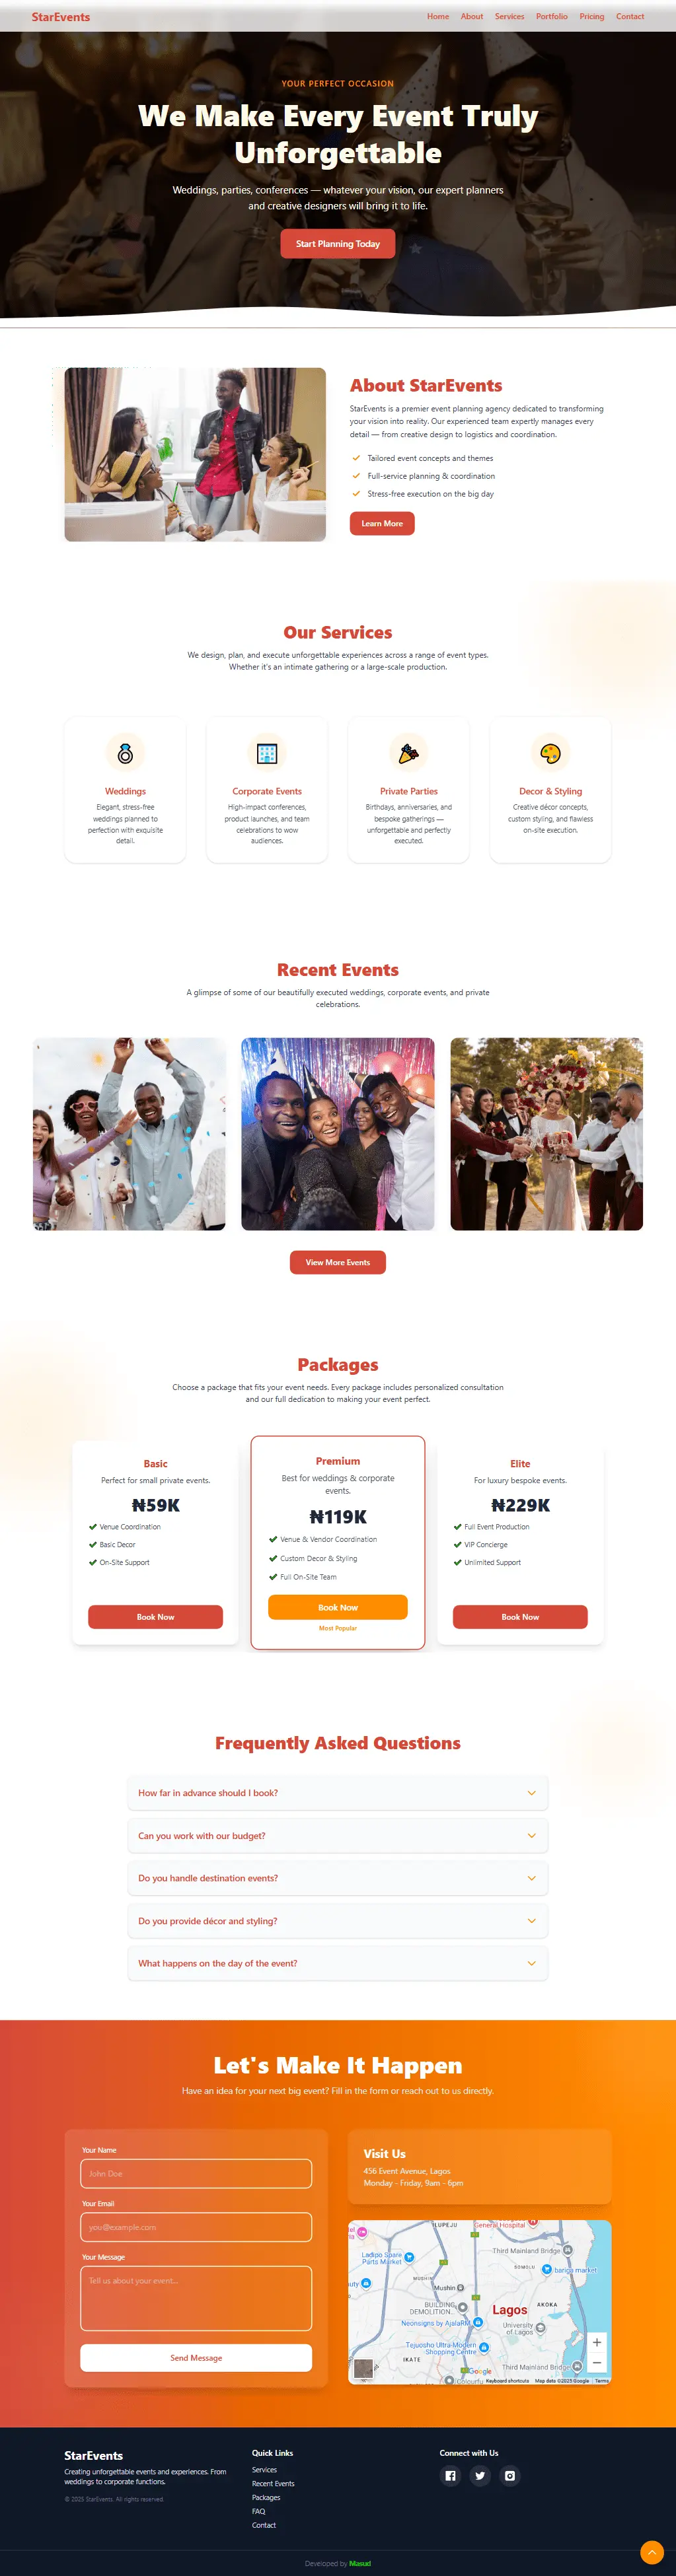 StarEvents
Home About Services Portfolio Pricing Contact
YOUR PERFECT OCCASION
We Make Every Event Truly
Unforgettable
Weddings, parties, conferences — whatever your vision, our expert planners
and creative designers will bring it to life.
Start Planning Today
About StarEvents
StarEvents is a premier event planning agency dedicated to transforming
your vision into reality. Our experienced team expertly manages every
detail — from creative design to logistics and coordination.
Tailored event concepts and themes
Full-service planning & coordination
Stress-free execution on the big day
Learn More
Our Services
We design, plan, and execute unforgettable experiences across a range of event types.
Whether it's an intimate gathering or a large-scale production.
Weddings
Elegant, stress-free
weddings planned to
perfection with exquisite
detail.
Corporate Events
High-impact conferences,
product launches, and team
celebrations to wow
audiences.
Private Parties
Birthdays, anniversaries, and
bespoke gatherings —
unforgettable and perfectly
executed.
Decor & Styling
Creative décor concepts,
custom styling, and flawless
on-site execution.
Recent Events
A glimpse of some of our beautifully executed weddings, corporate events, and private
celebrations.
View More Events
Packages
Choose a package that fits your event needs. Every package includes personalized consultation
and our full dedication to making your event perfect.
Basic
Perfect for small private events.
₦59K
Venue Coordination
Basic Decor
On-Site Support
Book Now
Premium
Best for weddings & corporate
events.
₦119K
Venue & Vendor Coordination
Custom Decor & Styling
Full On-Site Team
Book Now
Most Popular
Elite
For luxury bespoke events.
₦229K
Full Event Production
VIP Concierge
Unlimited Support
Book Now
Frequently Asked Questions
How far in advance should I book?
Can you work with our budget?
Do you handle destination events?
Do you provide décor and styling?
What happens on the day of the event?
Let's Make It Happen
Have an idea for your next big event? Fill in the form or reach out to us directly.
Your Name
John Doe
Your Email
you@example.com
Your Message
Tell us about your event...
Send Message
Visit Us
456 Event Avenue, Lagos
Monday - Friday, 9am - 6pm
ILUPEJU
General Hospital
Third Mainland Bridge
Ladipo Spare
Parts Market
SOMOLU
bariga market
MUSHIN
Mushin
BUILDING
DEMOLITION...
Lagos
AKOKA
Neonsigns by AjalaRM
University
of Lagos
Tejuosho Ultra-Modern
Shopping Centre
IKATE
Third Mainland Bridge
Google
Colourfu
Keyboard shortcuts Map data ©2025 Google Terms
StarEvents
Creating unforgettable events and experiences. From
weddings to corporate functions.
© 2025 StarEvents. All rights reserved.
Quick Links
Services
Recent Events
Packages
FAQ
Contact
Connect with Us
Developed by Masud